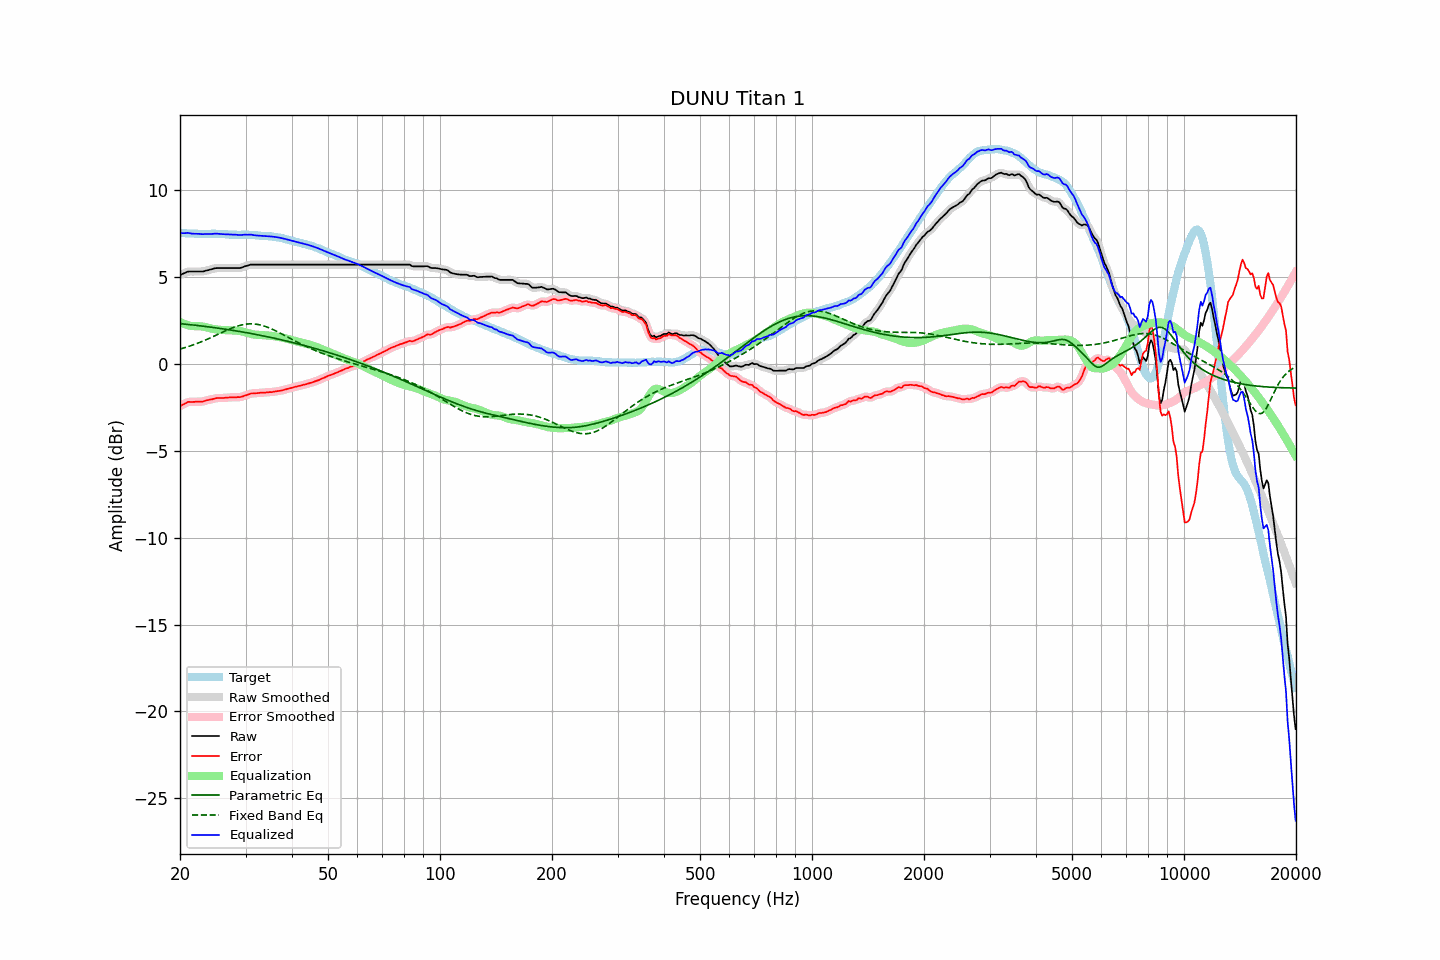 DUNU Titan 1
Amplitude (dBr)
10
5
0
−5
−10
−15
−20
−25
Target
Raw Smoothed
Error Smoothed
Raw
Error
Equalization
Parametric Eq
Fixed Band Eq
Equalized
20 50 100 200 500 1000 2000 5000 10000 20000
Frequency (Hz)